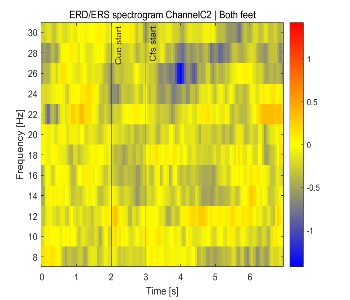 ERD/ERS spectrogram ChannelC2 | Both feet
Frequency [Hz]
30
28
26
24
22
20
18
16
14
12
10
8
Cue start
Cfs start
1
0.5
0
-0.5
-1
0 1 2 3 4 5 6
Time [s]